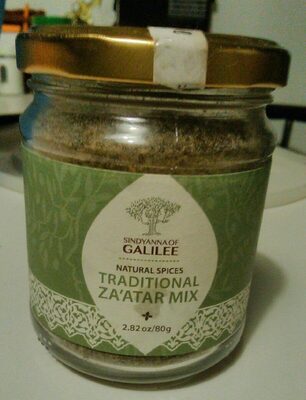 SINDYANNA OF
GALILEE
NATURAL SPICES
TRADITIONAL
ZA'ATAR MIX
2.82 oz/80g